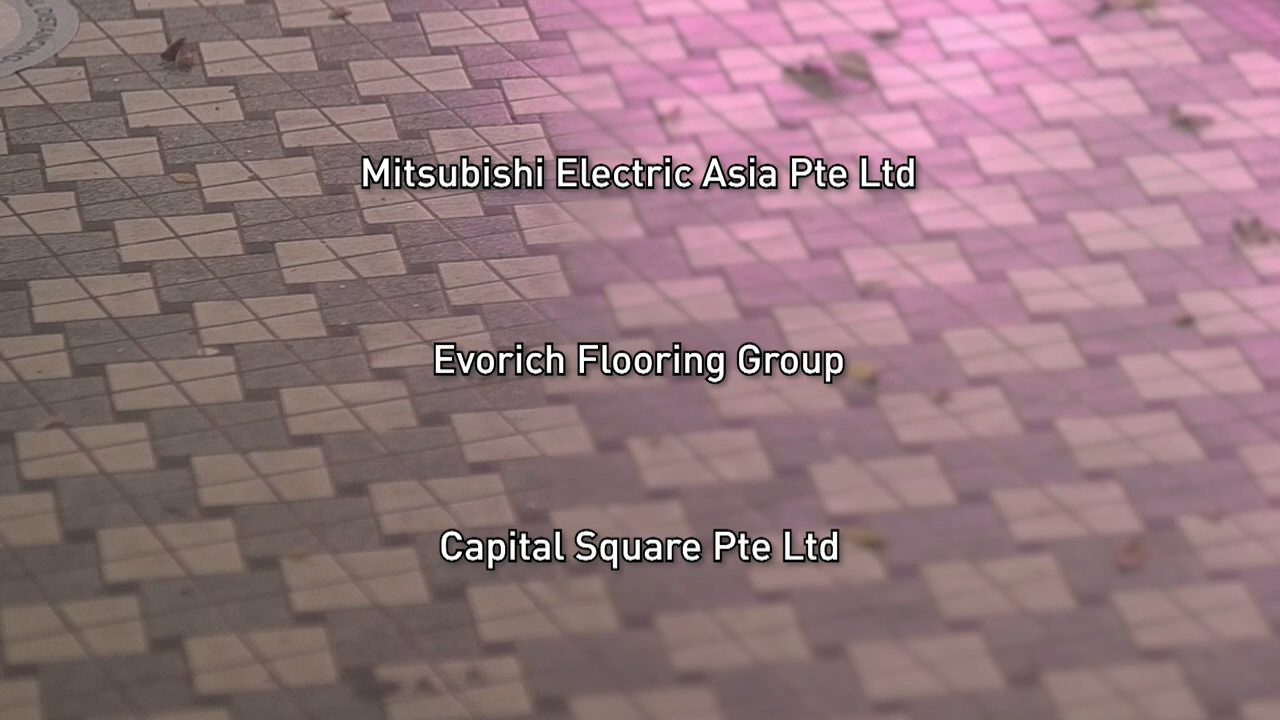 Mitsubishi Electric Asia Pte Ltd
Evorich Flooring Group
Capital Square Pte Ltd